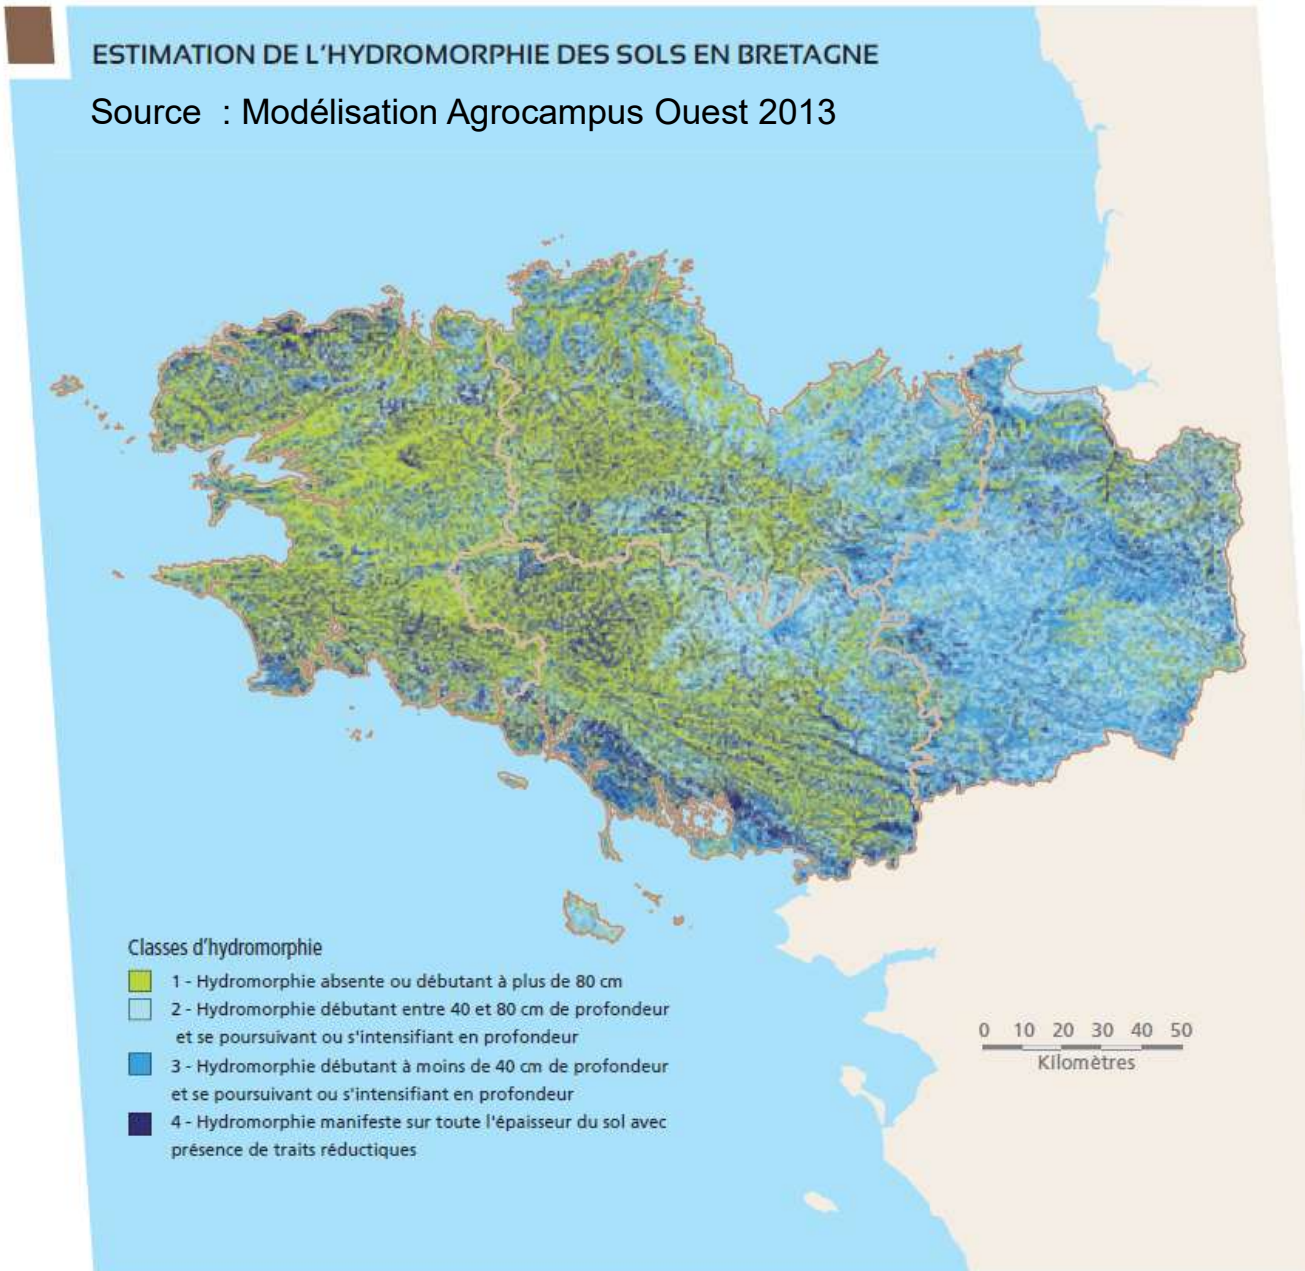 ESTIMATION DE L'HYDROMORPHIE DES SOLS EN BRETAGNE
Source : Modélisation Agrocampus Ouest 2013
Classes d'hydromorphie
1 - Hydromorphie absente ou débutant à plus de 80 cm
2 - Hydromorphie débutant entre 40 et 80 cm de profondeur
et se poursuivant ou s'intensifiant en profondeur
3 - Hydromorphie débutant à moins de 40 cm de profondeur
et se poursuivant ou s'intensifiant en profondeur
4 - Hydromorphie manifeste sur toute l'épaisseur du sol avec
présence de traits réductiques
0 10 20 30 40 50
Kilomètres